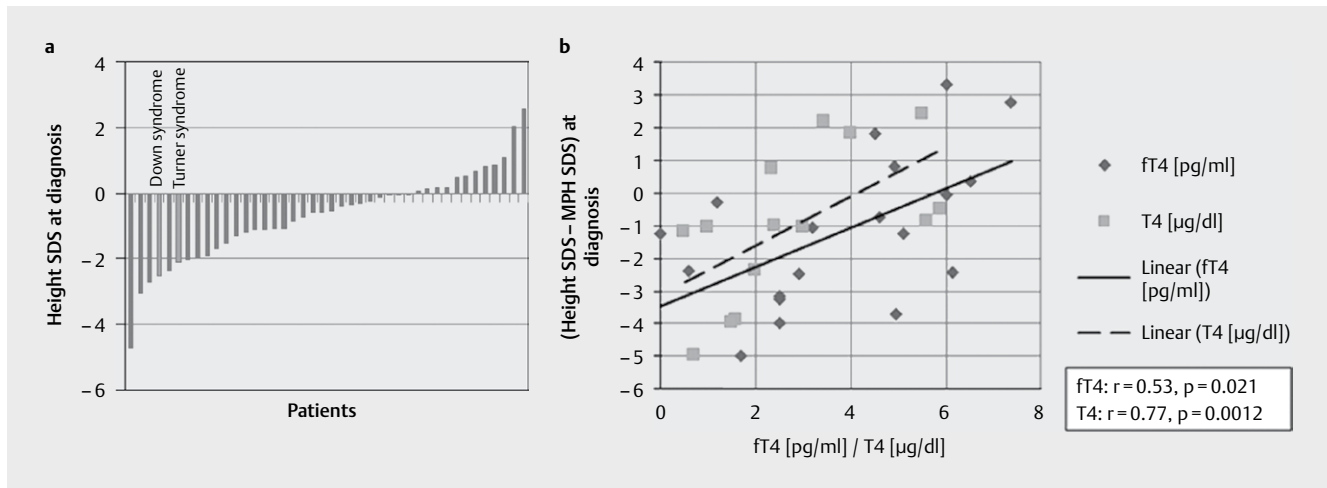 a
4
2
0
−2
−4
−6
Height SDS at diagnosis
Down syndrome
Turner syndrome
Patients
b
4
3
2
1
0
−1
−2
−3
−4
−5
−6
(Height SDS – MPH SDS) at
diagnosis
0 2 4 6 8
fT4 [pg/ml] / T4 [µg/dl]
fT4 [pg/ml]
T4 [µg/dl]
Linear (fT4
[pg/ml])
Linear (T4 [µg/dl])
fT4: r = 0.53, p = 0.021
T4: r = 0.77, p = 0.0012